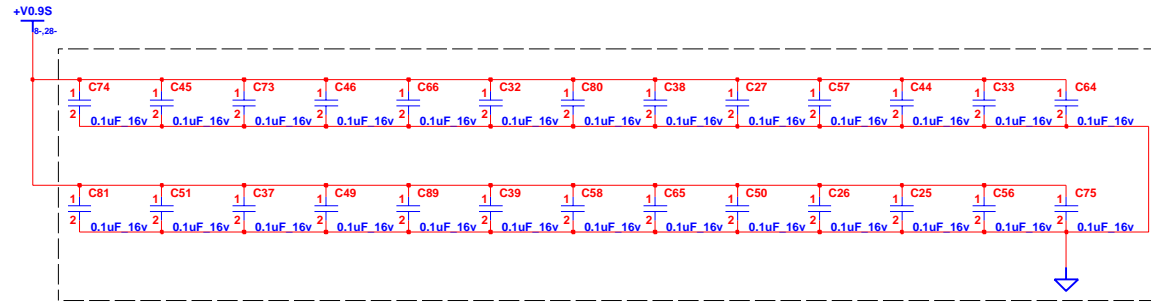 +V0.9S
8-,28-
C74 C45 C73 C46 C66 C32 C80 C38 C27 C57 C44 C33 C64
1 1 1 1 1 1 1 1 1 1 1 1 1
2 2 2 2 2 2 2 2 2 2 2 2 2
0.1uF_16v 0.1uF_16v 0.1uF_16v 0.1uF_16v 0.1uF_16v 0.1uF_16v 0.1uF_16v 0.1uF_16v 0.1uF_16v 0.1uF_16v 0.1uF_16v 0.1uF_16v 0.1uF_16v
C81 C51 C37 C49 C89 C39 C58 C65 C50 C26 C25 C56 C75
1 1 1 1 1 1 1 1 1 1 1 1 1
2 2 2 2 2 2 2 2 2 2 2 2 2
0.1uF_16v 0.1uF_16v 0.1uF_16v 0.1uF_16v 0.1uF_16v 0.1uF_16v 0.1uF_16v 0.1uF_16v 0.1uF_16v 0.1uF_16v 0.1uF_16v 0.1uF_16v 0.1uF_16v